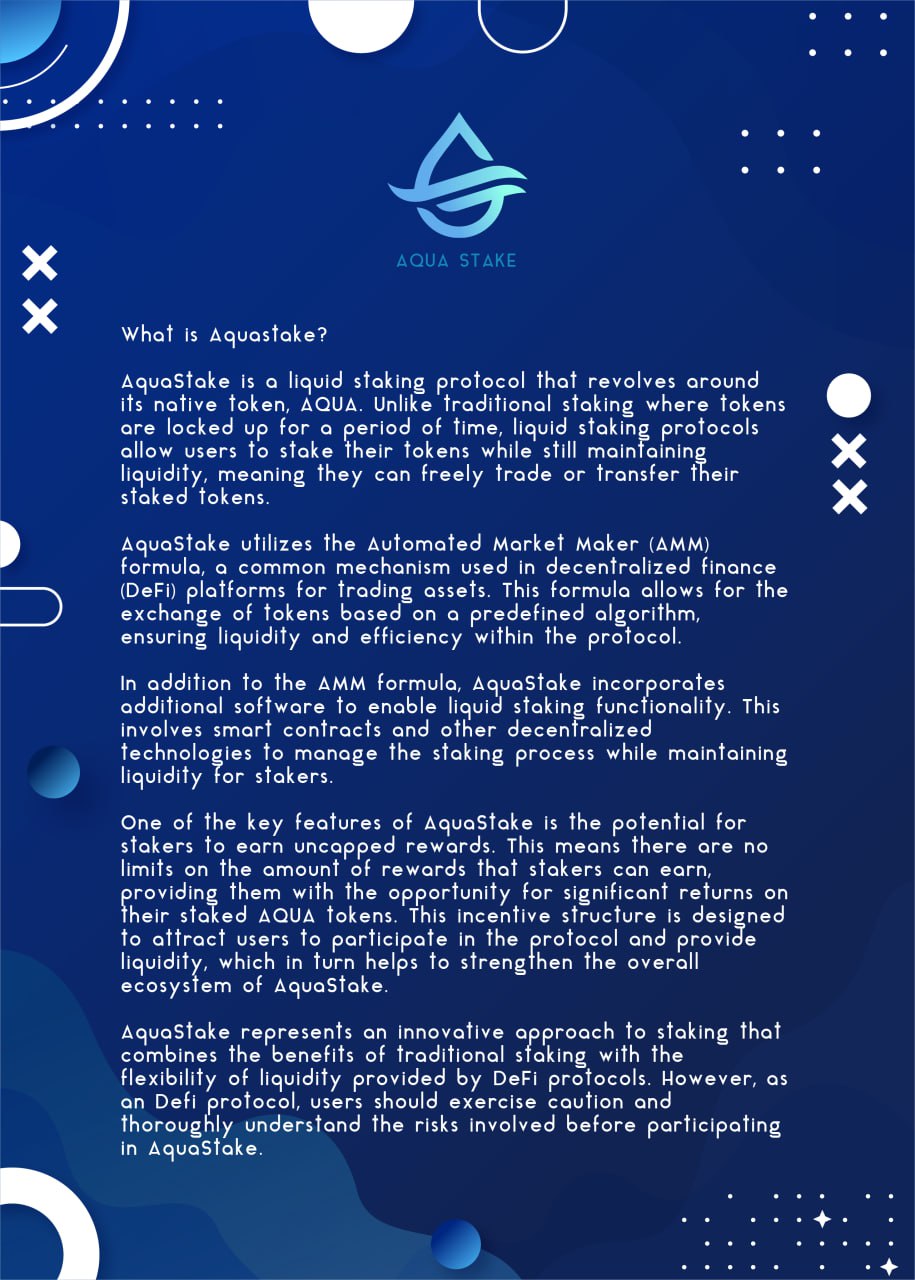 AQUA STAKE
What is Aquastake?
AquaStake is a liquid staking protocol that revolves around
its native token, AQUA. Unlike traditional staking where tokens
are locked up for a period of time, liquid staking protocols
allow users to stake their tokens while still maintaining
liquidity, meaning they can freely trade or transfer their
staked tokens.
AquaStake utilizes the Automated Market Maker (AMM)
formula, a common mechanism used in decentralized finance
(DeFi) platforms for trading assets. This formula allows for the
exchange of tokens based on a predefined algorithm,
ensuring liquidity and efficiency within the protocol.
In addition to the AMM formula, AquaStake incorporates
additional software to enable liquid staking functionality. This
involves smart contracts and other decentralized
technologies to manage the staking process while maintaining
liquidity for stakers.
One of the key features of AquaStake is the potential for
stakers to earn uncapped rewards. This means there are no
limits on the amount of rewards that stakers can earn,
providing them with the opportunity for significant returns on
their staked AQUA tokens. This incentive structure is designed
to attract users to participate in the protocol and provide
liquidity, which in turn helps to strengthen the overall
ecosystem of AquaStake.
AquaStake represents an innovative approach to staking that
combines the benefits of traditional staking with the
flexibility of liquidity provided by DeFi protocols. However, as
an Defi protocol, users should exercise caution and
thoroughly understand the risks involved before participating
in AquaStake.